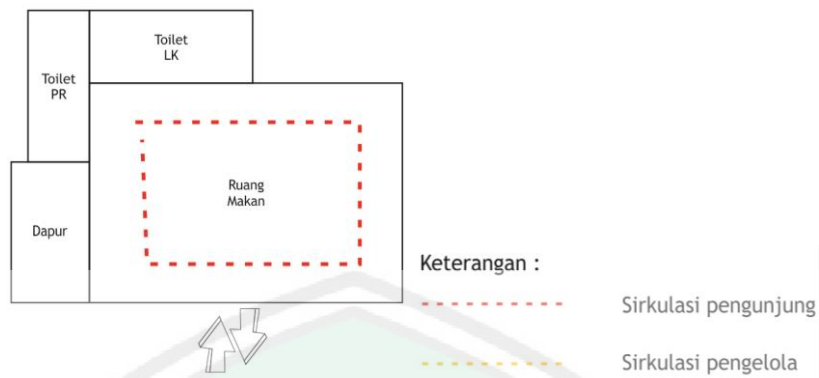 Toilet
LK
Toilet
PR
Ruang
Makan
Dapur
Keterangan :
Sirkulasi pengunjung
Sirkulasi pengelola